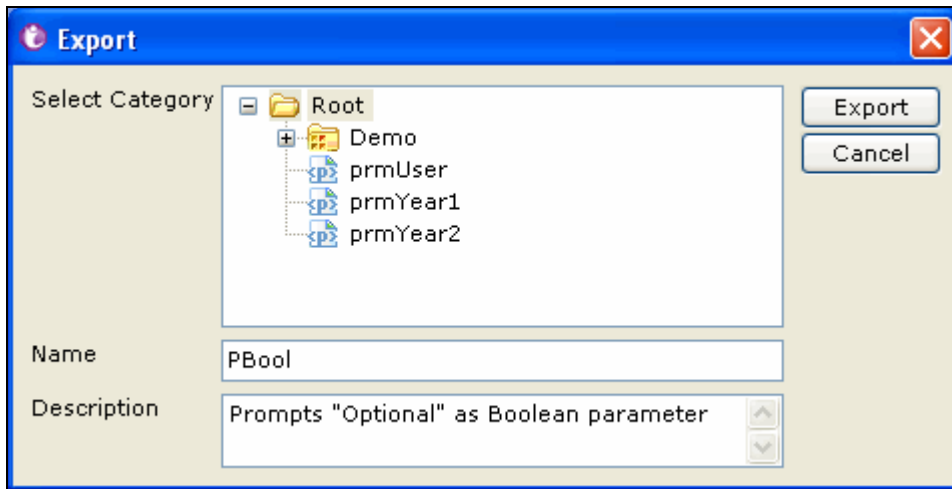 Export
Select Category
Root
Export
Demo
Cancel
prmUser
prmYear1
prmYear2
Name
PBool
Description
Prompts "Optional" as Boolean parameter